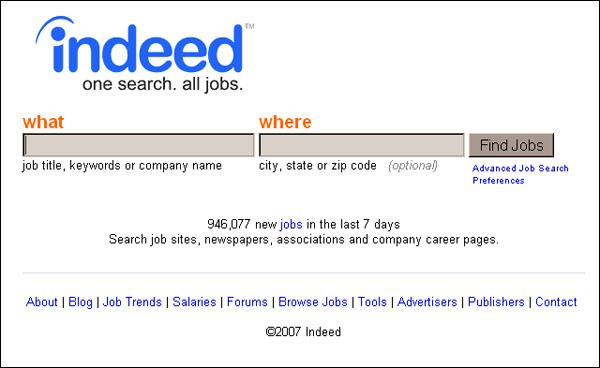 indeed™
one search. all jobs.
what where
Find Jobs
job title, keywords or company name city, state or zip code (optional)
Advanced Job Search
Preferences
946,077 new jobs in the last 7 days
Search job sites, newspapers, associations and company career pages.
About | Blog | Job Trends | Salaries | Forums | Browse Jobs | Tools | Advertisers | Publishers | Contact
©2007 Indeed